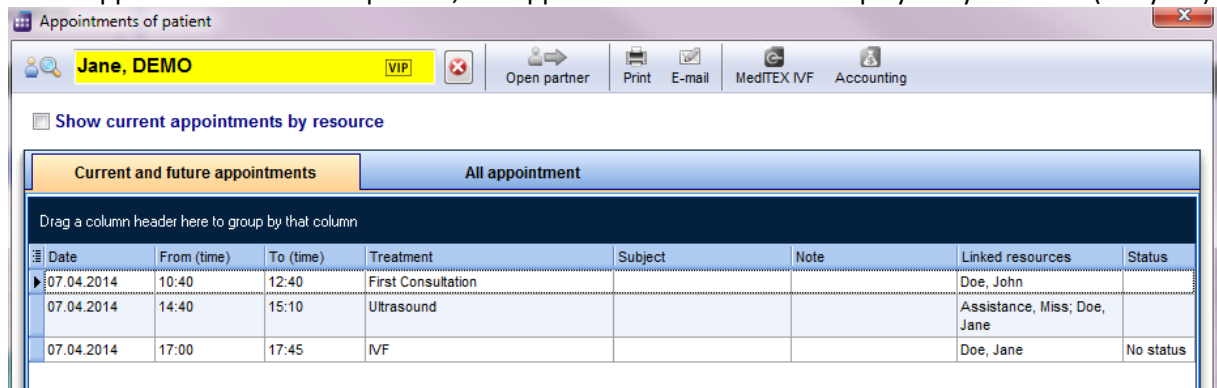 Appointments of patient
Jane, DEMO VIP Open partner Print E-mail MedITEX IVF Accounting
Show current appointments by resource
Current and future appointments All appointment
Drag a column header here to group by that column
Date From (time) To (time) Treatment Subject Note Linked resources Status
07.04.2014 10:40 12:40 First Consultation Doe, John
07.04.2014 14:40 15:10 Ultrasound Assistance, Miss; Doe,
Jane
07.04.2014 17:00 17:45 IVF Doe, Jane No status